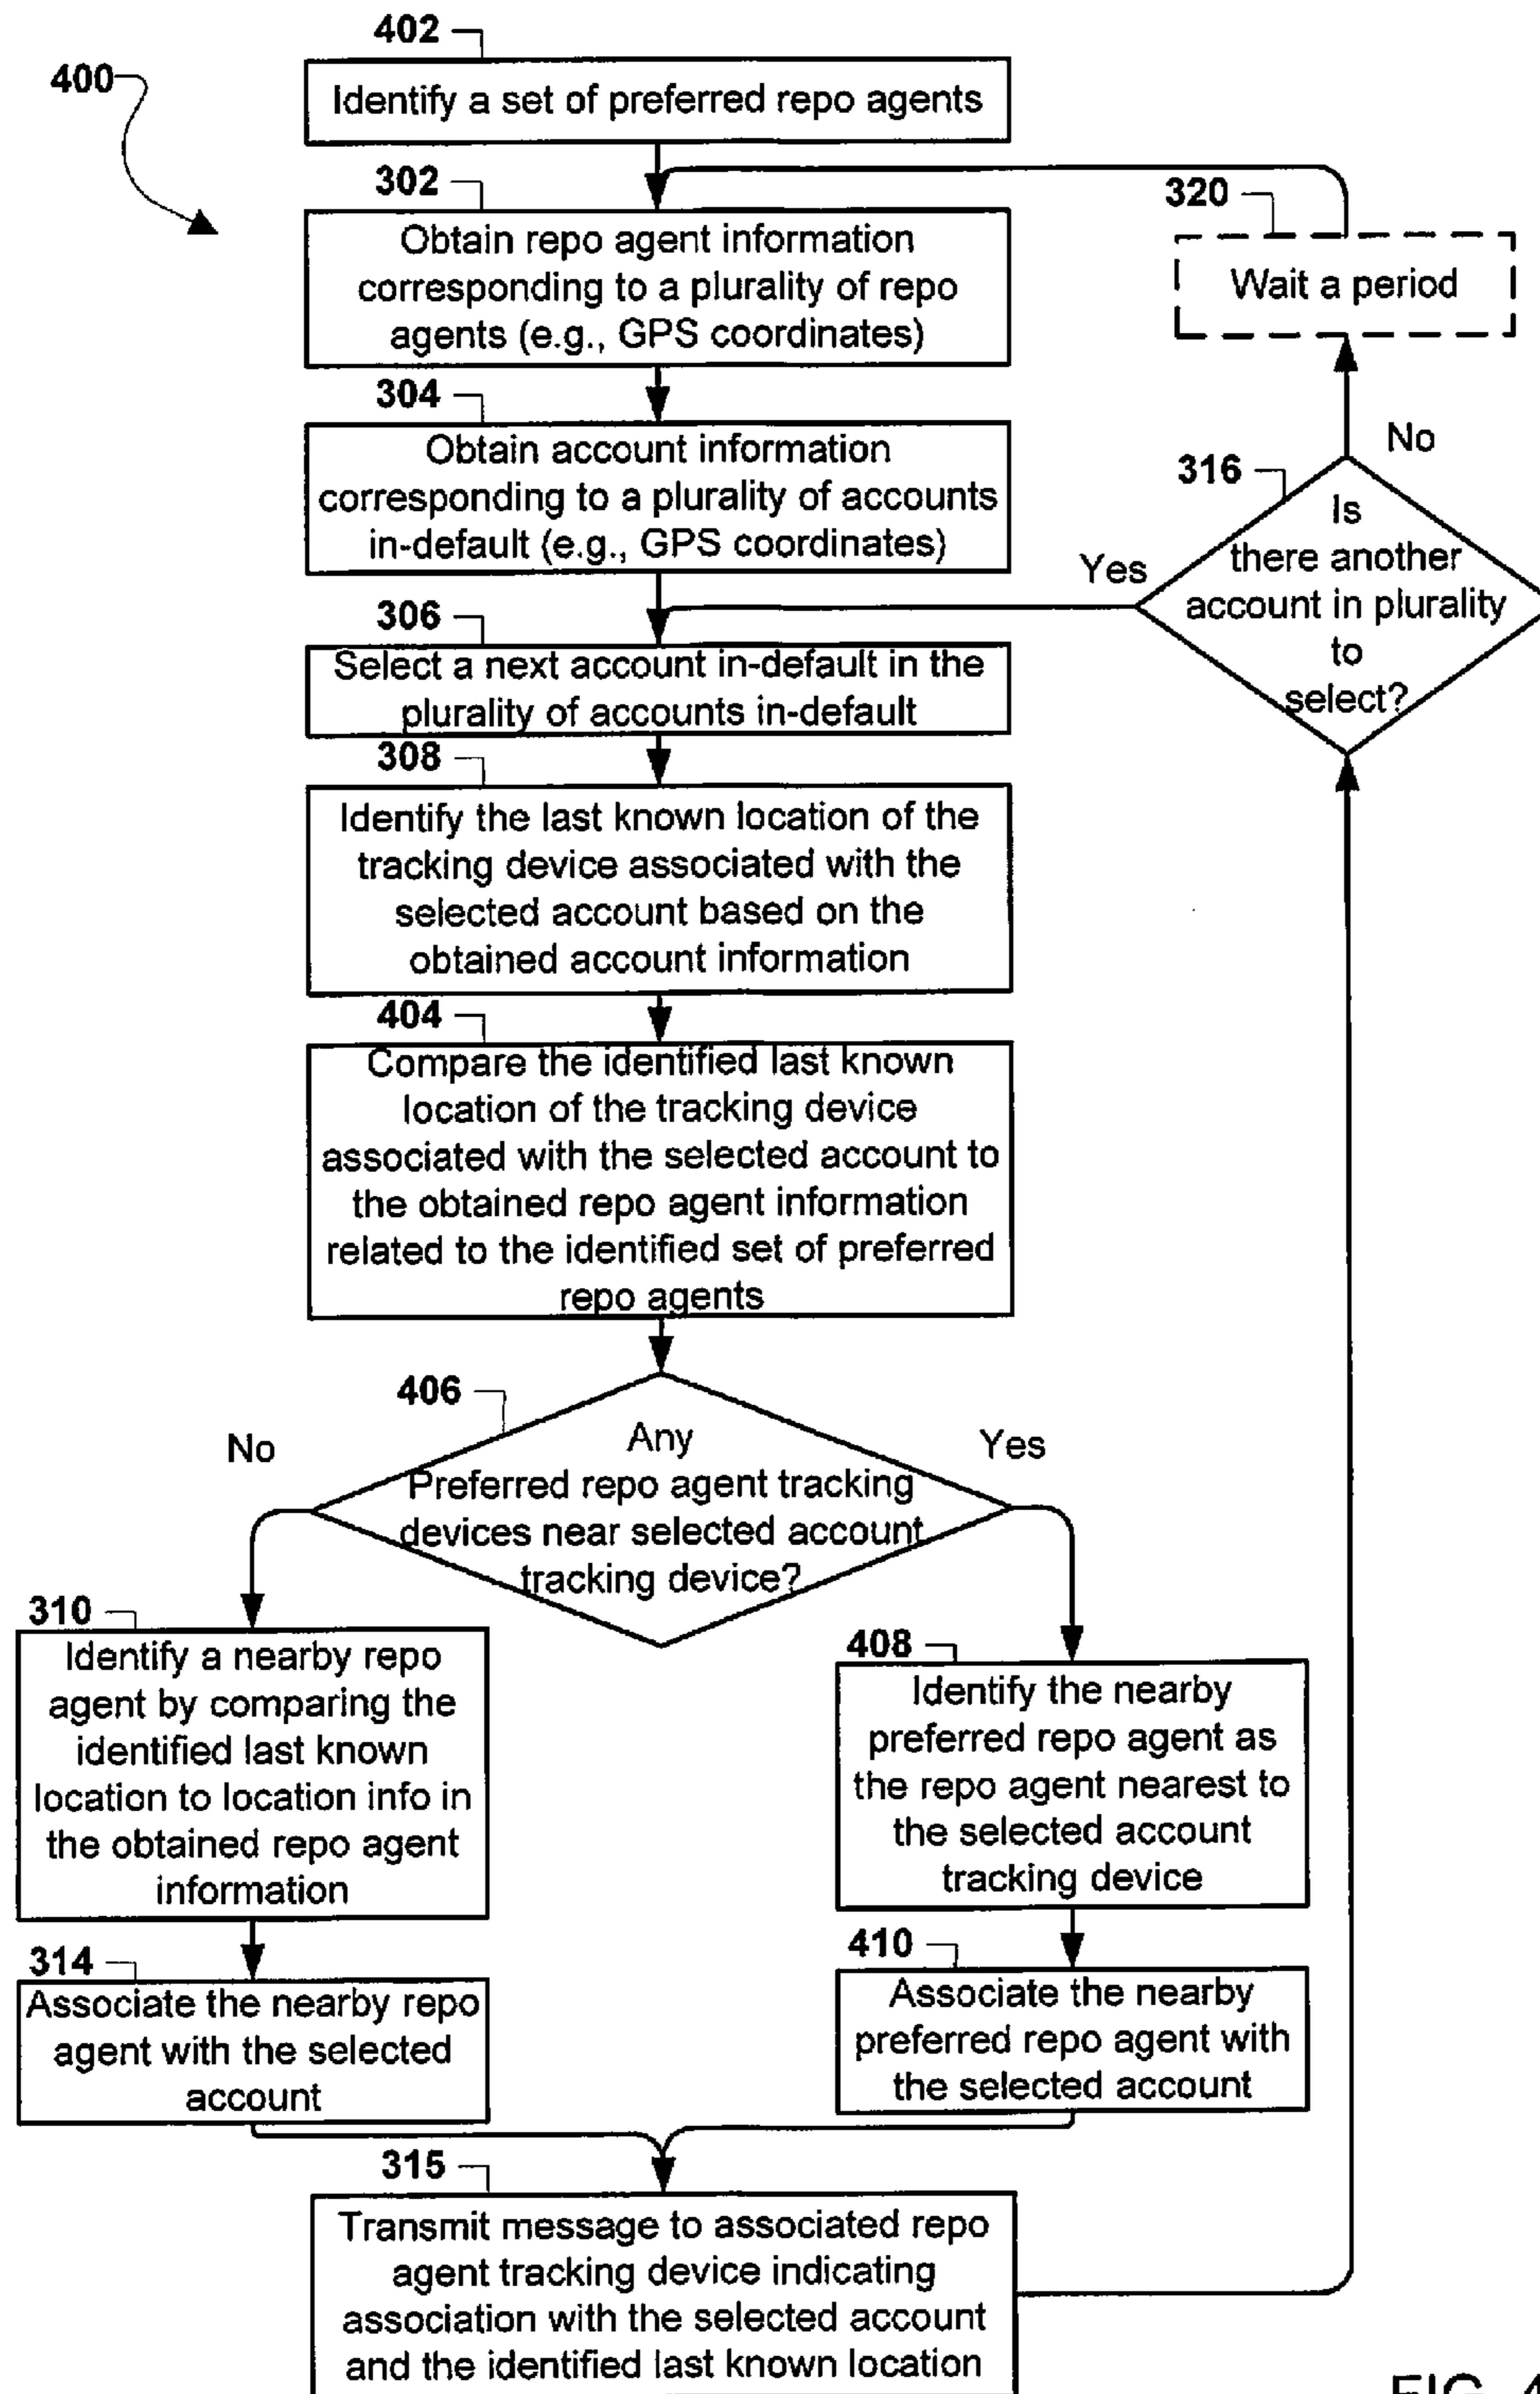 402
400
Identify a set of preferred repo agents
302
Obtain repo agent information
corresponding to a plurality of repo
agents (e.g., GPS coordinates)
320
Wait a period
304
Obtain account information
corresponding to a plurality of accounts
in-default (e.g., GPS coordinates)
No
316
Is
there another
account in plurality
to
select?
Yes
306
Select a next account in-default in the
plurality of accounts in-default
308
Identify the last known location of the
tracking device associated with the
selected account based on the
obtained account information
404
Compare the identified last known
location of the tracking device
associated with the selected account to
the obtained repo agent information
related to the identified set of preferred
repo agents
406
Any
Preferred repo agent tracking
devices near selected account
tracking device?
No
Yes
310
Identify a nearby repo
agent by comparing the
identified last known
location to location info in
the obtained repo agent
information
408
Identify the nearby
preferred repo agent as
the repo agent nearest to
the selected account
tracking device
314
Associate the nearby repo
agent with the selected
account
410
Associate the nearby
preferred repo agent with
the selected account
315
Transmit message to associated repo
agent tracking device indicating
association with the selected account
and the identified last known location
FIG. 4